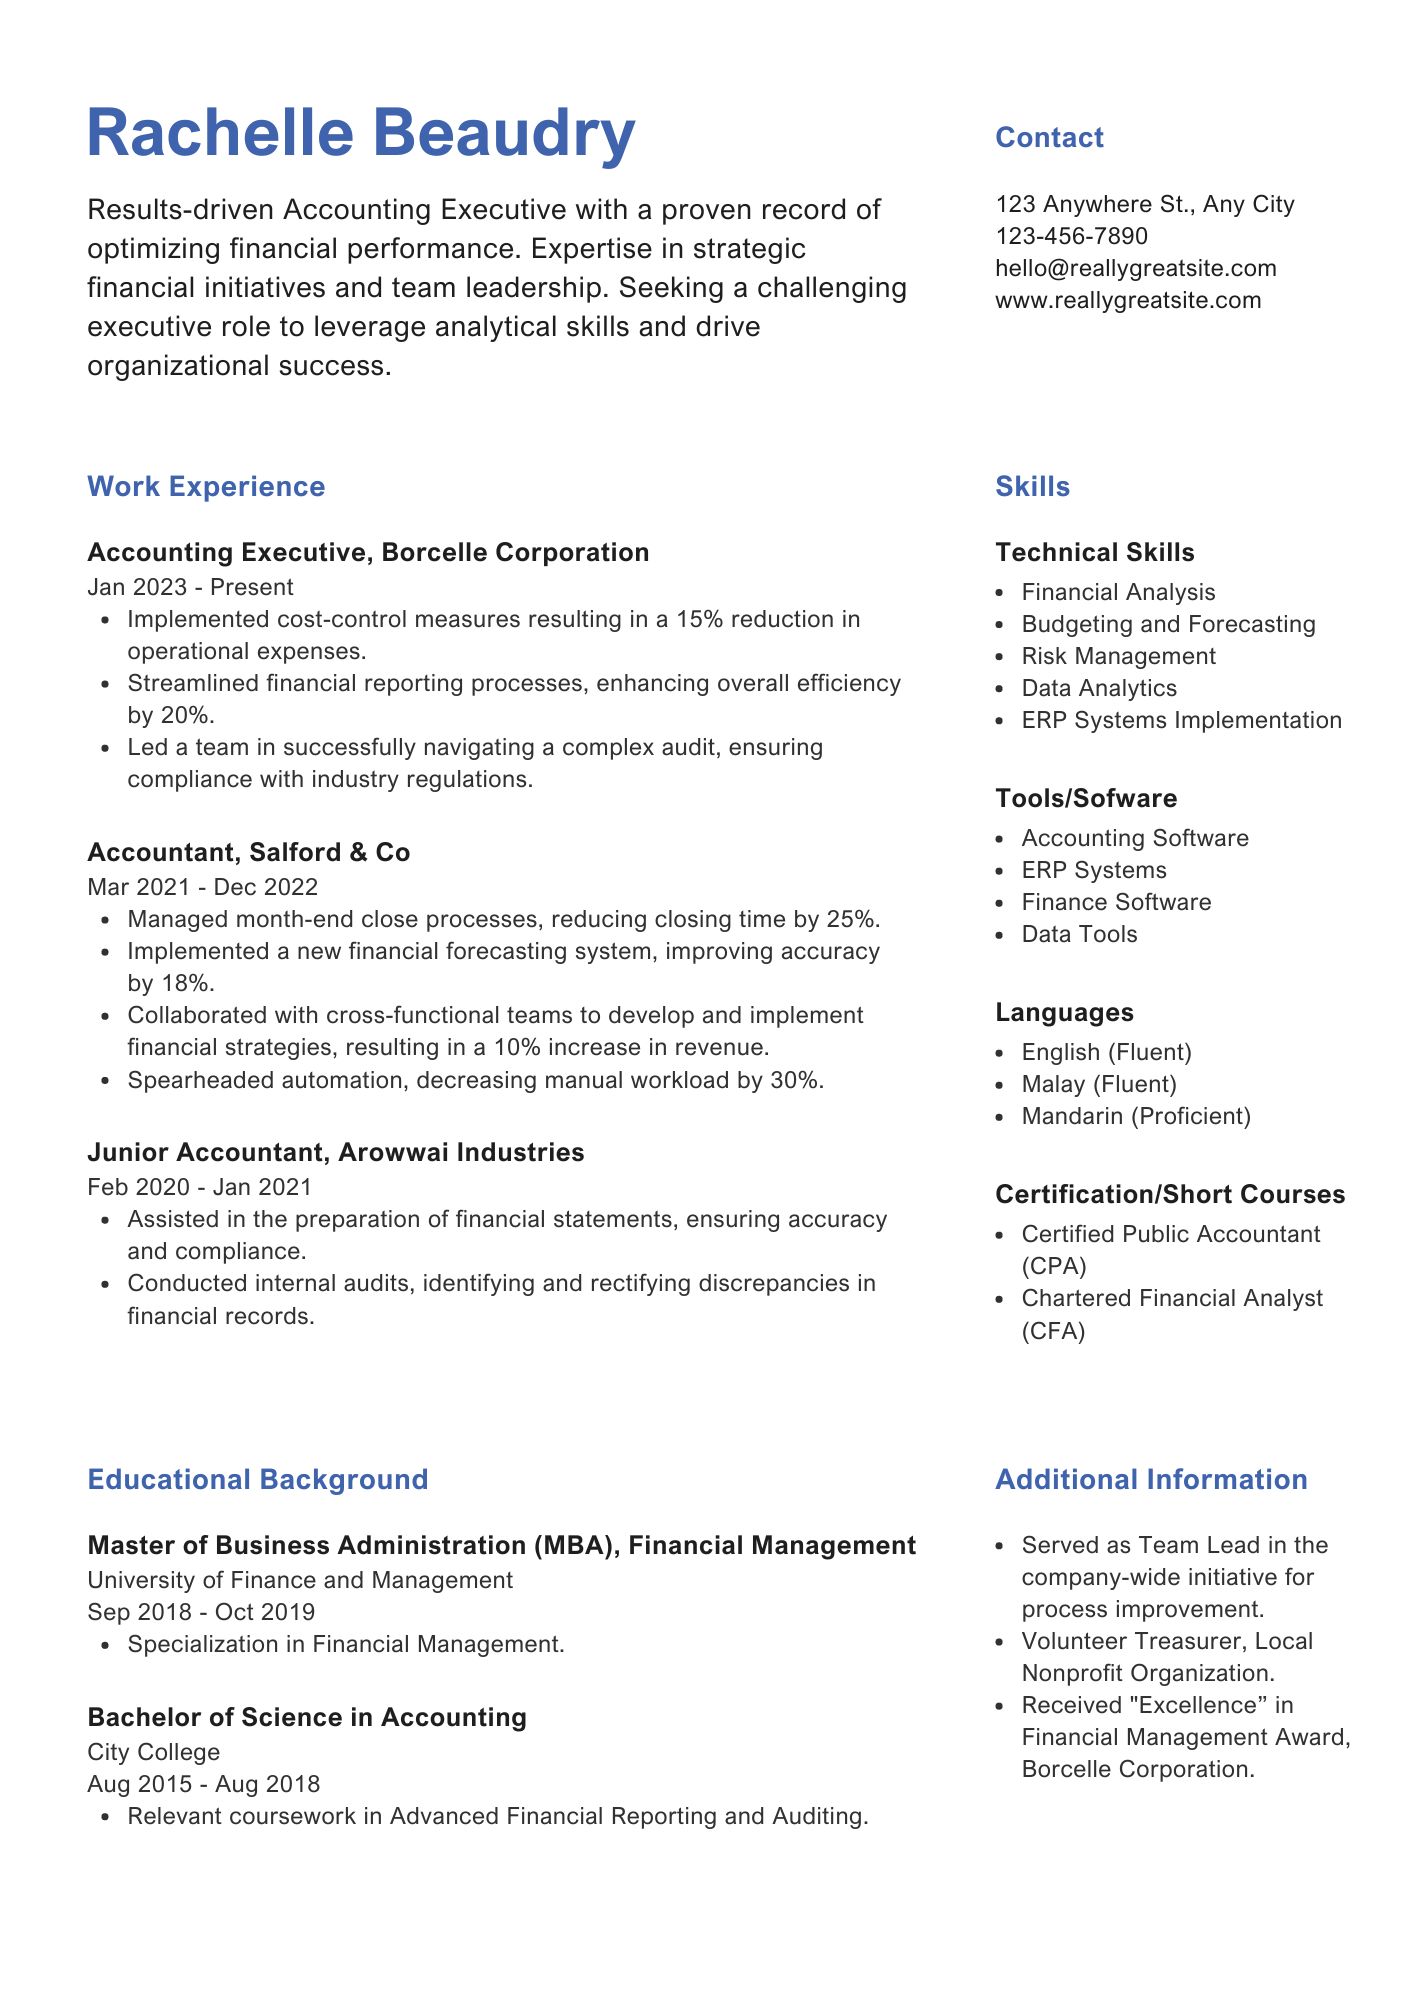 Rachelle Beaudry
Results-driven Accounting Executive with a proven record of
optimizing financial performance. Expertise in strategic
financial initiatives and team leadership. Seeking a challenging
executive role to leverage analytical skills and drive
organizational success.
Contact
123 Anywhere St., Any City
123-456-7890
hello@reallygreatsite.com
www.reallygreatsite.com
Work Experience
Accounting Executive, Borcelle Corporation
Jan 2023 - Present
• Implemented cost-control measures resulting in a 15% reduction in
operational expenses.
• Streamlined financial reporting processes, enhancing overall efficiency
by 20%.
• Led a team in successfully navigating a complex audit, ensuring
compliance with industry regulations.
Accountant, Salford & Co
Mar 2021 - Dec 2022
• Managed month-end close processes, reducing closing time by 25%.
• Implemented a new financial forecasting system, improving accuracy
by 18%.
• Collaborated with cross-functional teams to develop and implement
financial strategies, resulting in a 10% increase in revenue.
• Spearheaded automation, decreasing manual workload by 30%.
Junior Accountant, Arowwai Industries
Feb 2020 - Jan 2021
• Assisted in the preparation of financial statements, ensuring accuracy
and compliance.
• Conducted internal audits, identifying and rectifying discrepancies in
financial records.
Skills
Technical Skills
• Financial Analysis
• Budgeting and Forecasting
• Risk Management
• Data Analytics
• ERP Systems Implementation
Tools/Sofware
• Accounting Software
• ERP Systems
• Finance Software
• Data Tools
Languages
• English (Fluent)
• Malay (Fluent)
• Mandarin (Proficient)
Certification/Short Courses
• Certified Public Accountant
(CPA)
• Chartered Financial Analyst
(CFA)
Educational Background
Master of Business Administration (MBA), Financial Management
University of Finance and Management
Sep 2018 - Oct 2019
• Specialization in Financial Management.
Bachelor of Science in Accounting
City College
Aug 2015 - Aug 2018
• Relevant coursework in Advanced Financial Reporting and Auditing.
Additional Information
• Served as Team Lead in the
company-wide initiative for
process improvement.
• Volunteer Treasurer, Local
Nonprofit Organization.
• Received "Excellence” in
Financial Management Award,
Borcelle Corporation.